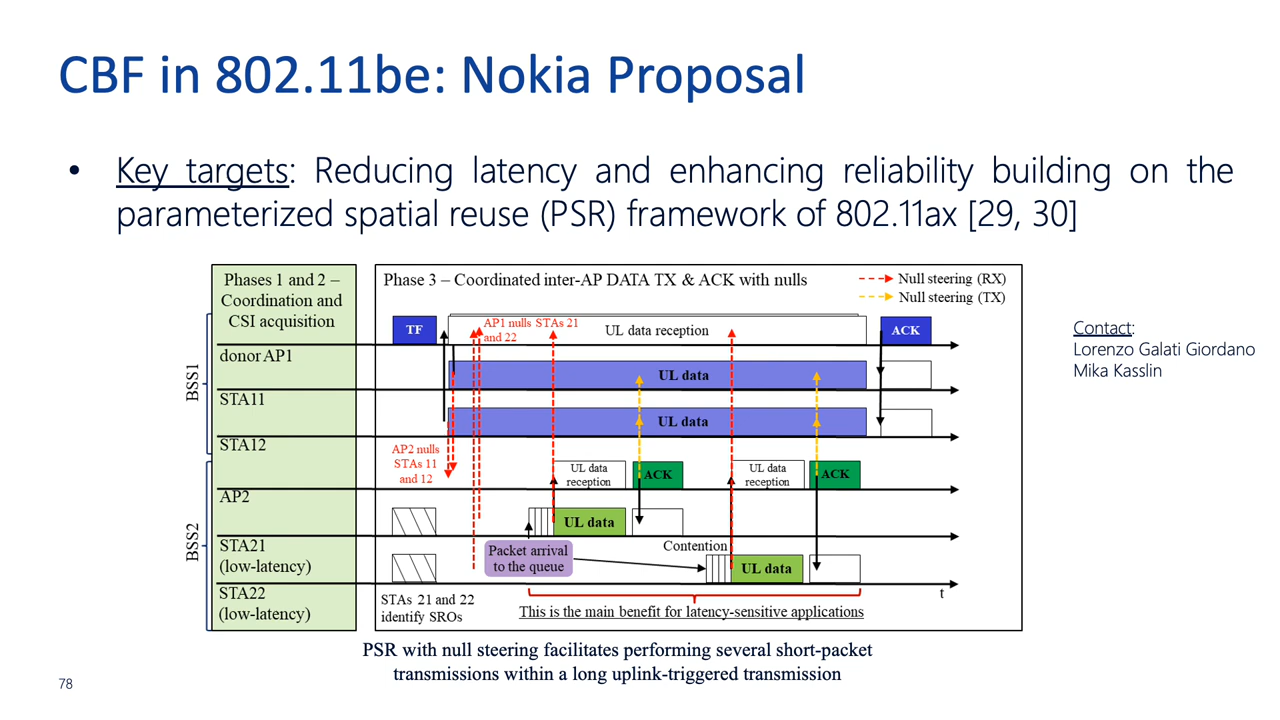 CBF in 802.11be: Nokia Proposal
• Key targets: Reducing latency and enhancing reliability building on the
parameterized spatial reuse (PSR) framework of 802.11ax [29, 30]
Phases 1 and 2 –
Coordination and
CSI acquisition
Phase 3 – Coordinated inter-AP DATA TX & ACK with nulls
Null steering (RX)
Null steering (TX)
TF
AP1 nulls STAs 21
and 22
UL data reception
ACK
donor AP1
UL data
STA11
UL data
STA12
BSS1
AP2 nulls
STAs 11
and 12
UL data
reception
ACK
UL data
reception
ACK
AP2
UL data
STA21
(low-latency)
Packet arrival
to the queue
Contention
UL data
STA22
(low-latency)
BSS2
t
STAs 21 and 22
identify SROs
This is the main benefit for latency-sensitive applications
Contact:
Lorenzo Galati Giordano
Mika Kasslin
PSR with null steering facilitates performing several short-packet
transmissions within a long uplink-triggered transmission
78